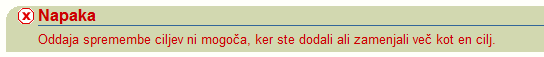 Napaka
Oddaja spremembe ciljev ni mogoča, ker ste dodali ali zamenjali več kot en cilj.